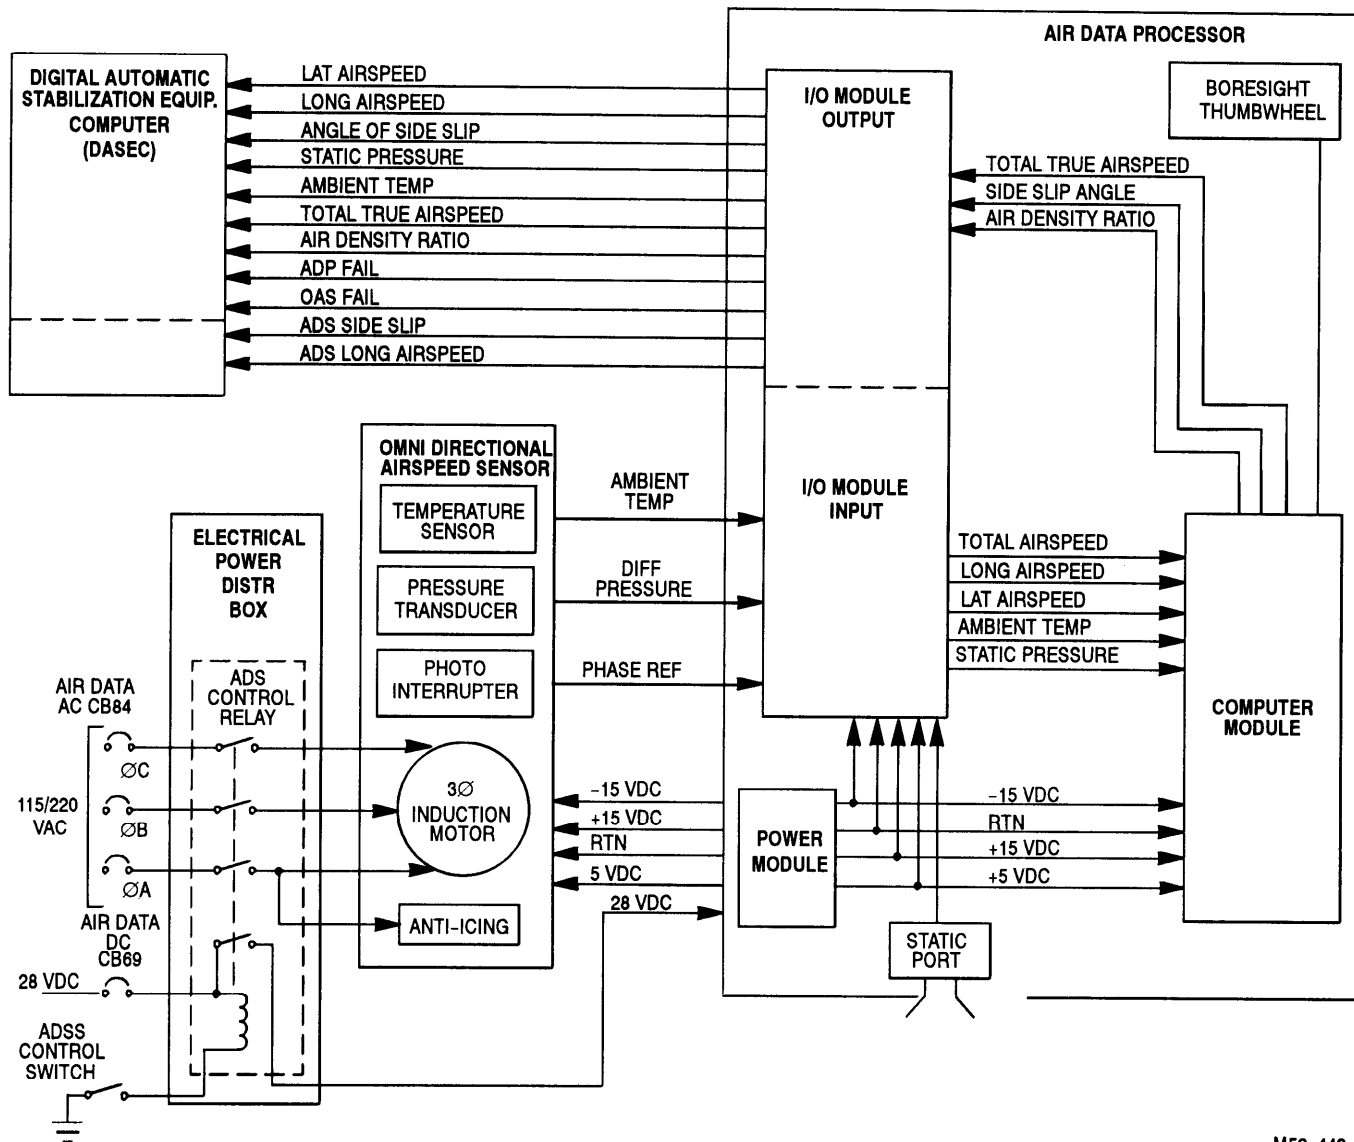 AIR DATA PROCESSOR
DIGITAL AUTOMATIC
STABILIZATION EQUIP.
COMPUTER
(DASEC)
LAT AIRSPEED
LONG AIRSPEED
ANGLE OF SIDE SLIP
STATIC PRESSURE
AMBIENT TEMP
TOTAL TRUE AIRSPEED
AIR DENSITY RATIO
ADP FAIL
OAS FAIL
ADS SIDE SLIP
ADS LONG AIRSPEED
I/O MODULE
OUTPUT
BORESIGHT
THUMBWHEEL
TOTAL TRUE AIRSPEED
SIDE SLIP ANGLE
AIR DENSITY RATIO
OMNI DIRECTIONAL
AIRSPEED SENSOR
TEMPERATURE
SENSOR
PRESSURE
TRANSDUCER
PHOTO
INTERRUPTER
3Ø
INDUCTION
MOTOR
ANTI-ICING
AMBIENT
TEMP
DIFF
PRESSURE
PHASE REF
I/O MODULE
INPUT
TOTAL AIRSPEED
LONG AIRSPEED
LAT AIRSPEED
AMBIENT TEMP
STATIC PRESSURE
COMPUTER
MODULE
ELECTRICAL
POWER
DISTR
BOX
ADS
CONTROL
RELAY
AIR DATA
AC CB84
ØC
115/220
VAC
ØB
ØA
AIR DATA
DC
CB69
28 VDC
ADSS
CONTROL
SWITCH
-15 VDC
+15 VDC
RTN
5 VDC
28 VDC
POWER
MODULE
-15 VDC
RTN
+15 VDC
+5 VDC
STATIC
PORT